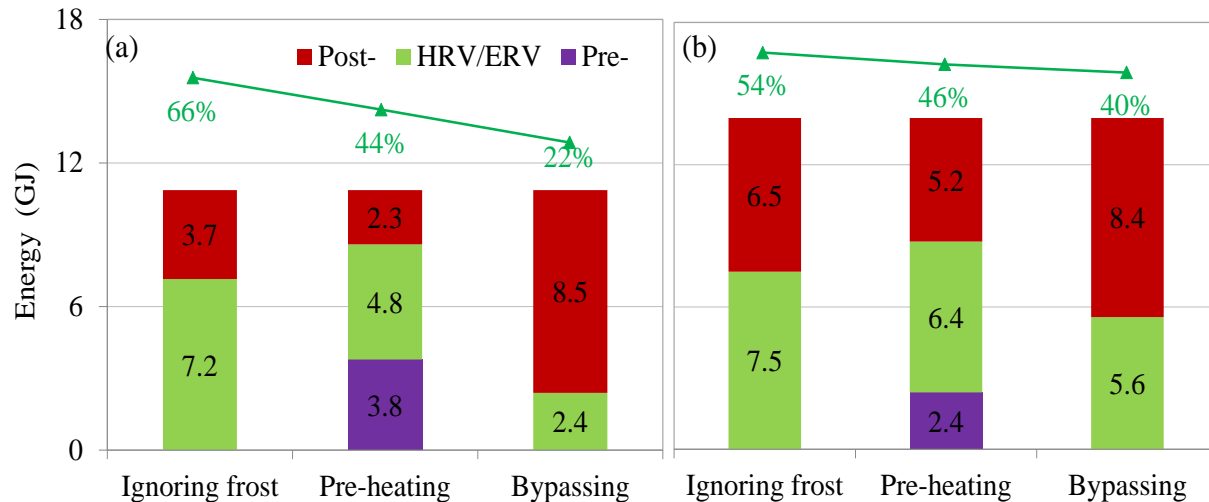 18
(a)
Post-
HRV/ERV
Pre-
(b)
66%
44%
22%
54%
46%
40%
12
6
0
Energy (GJ)
3.7
2.3
8.5
7.2
4.8
3.8
2.4
6.5
5.2
8.4
7.5
6.4
2.4
5.6
Ignoring frost
Pre-heating
Bypassing
Ignoring frost
Pre-heating
Bypassing